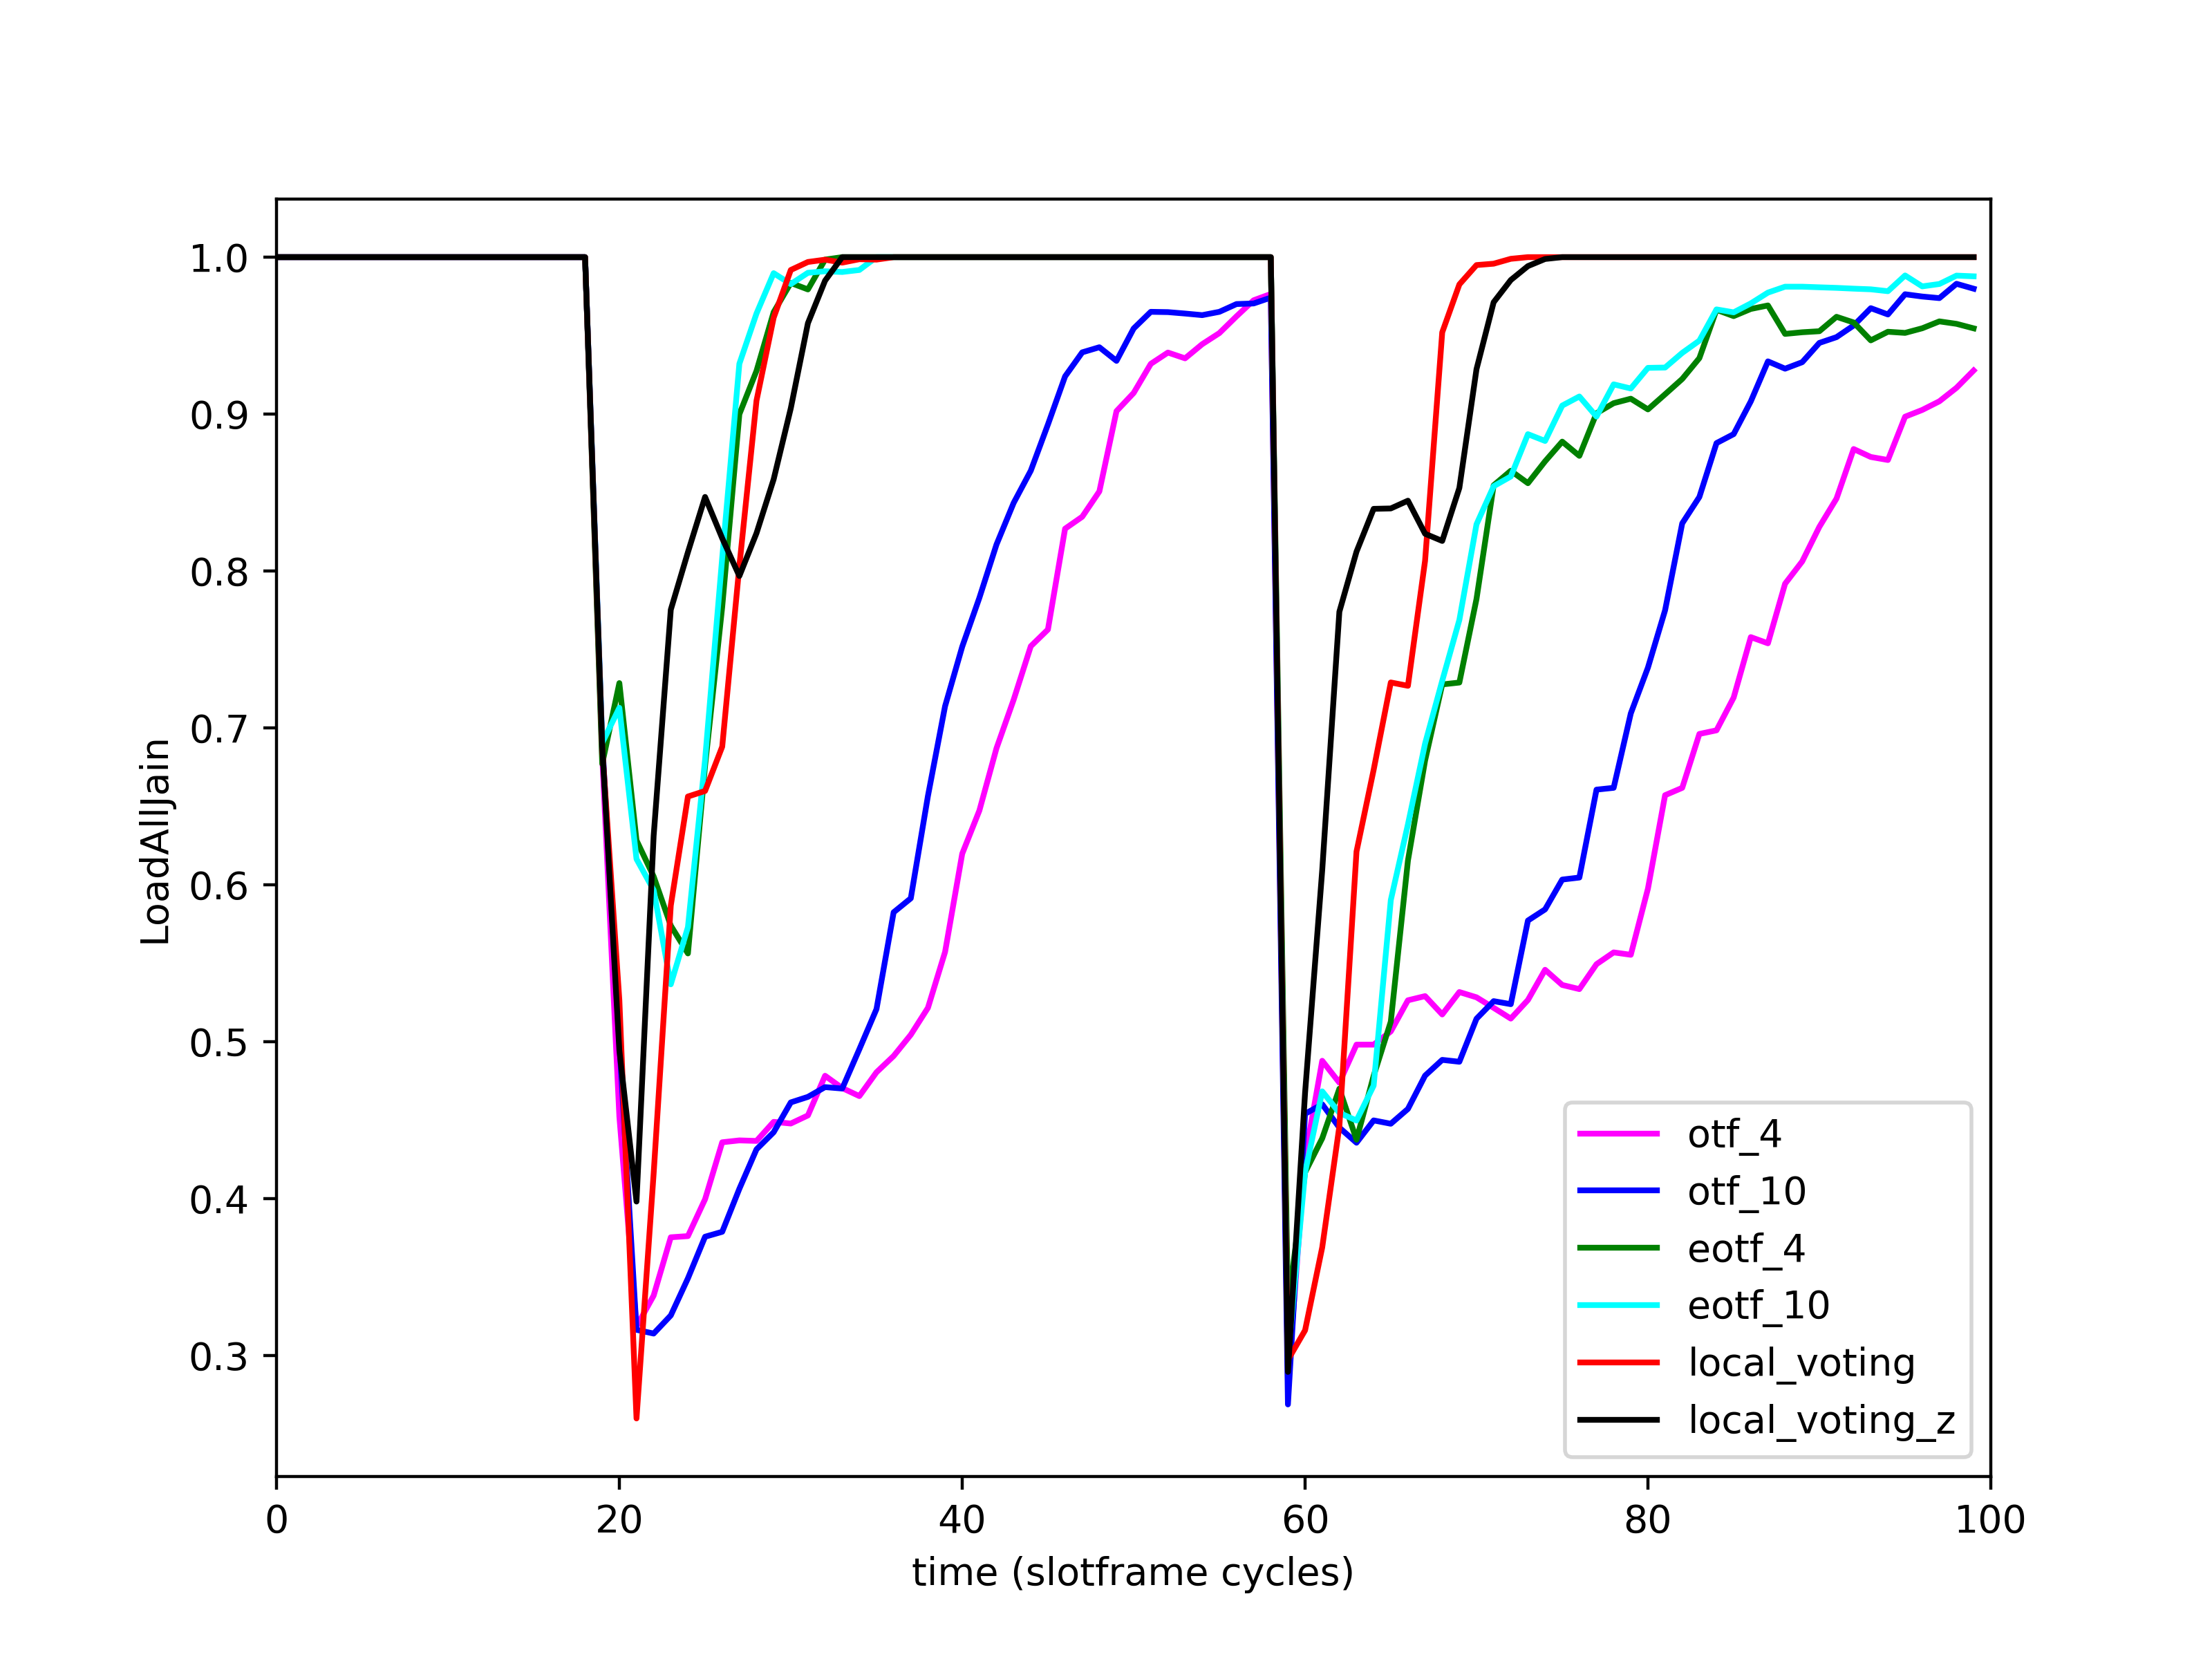 1.0
0.9
0.8
0.7
0.6
0.5
0.4
0.3
LoadAllJain
0 20 40 60 80 100
time (slotframe cycles)
otf_4
otf_10
eotf_4
eotf_10
local_voting
local_voting_z